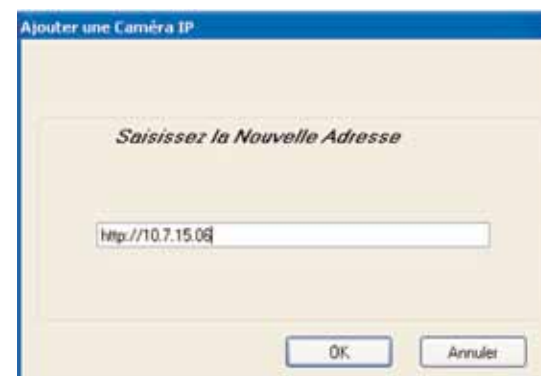 Ajouter une Caméra IP
Saisissez la Nouvelle Adresse
http://10.7.15.06
OK
Annuler